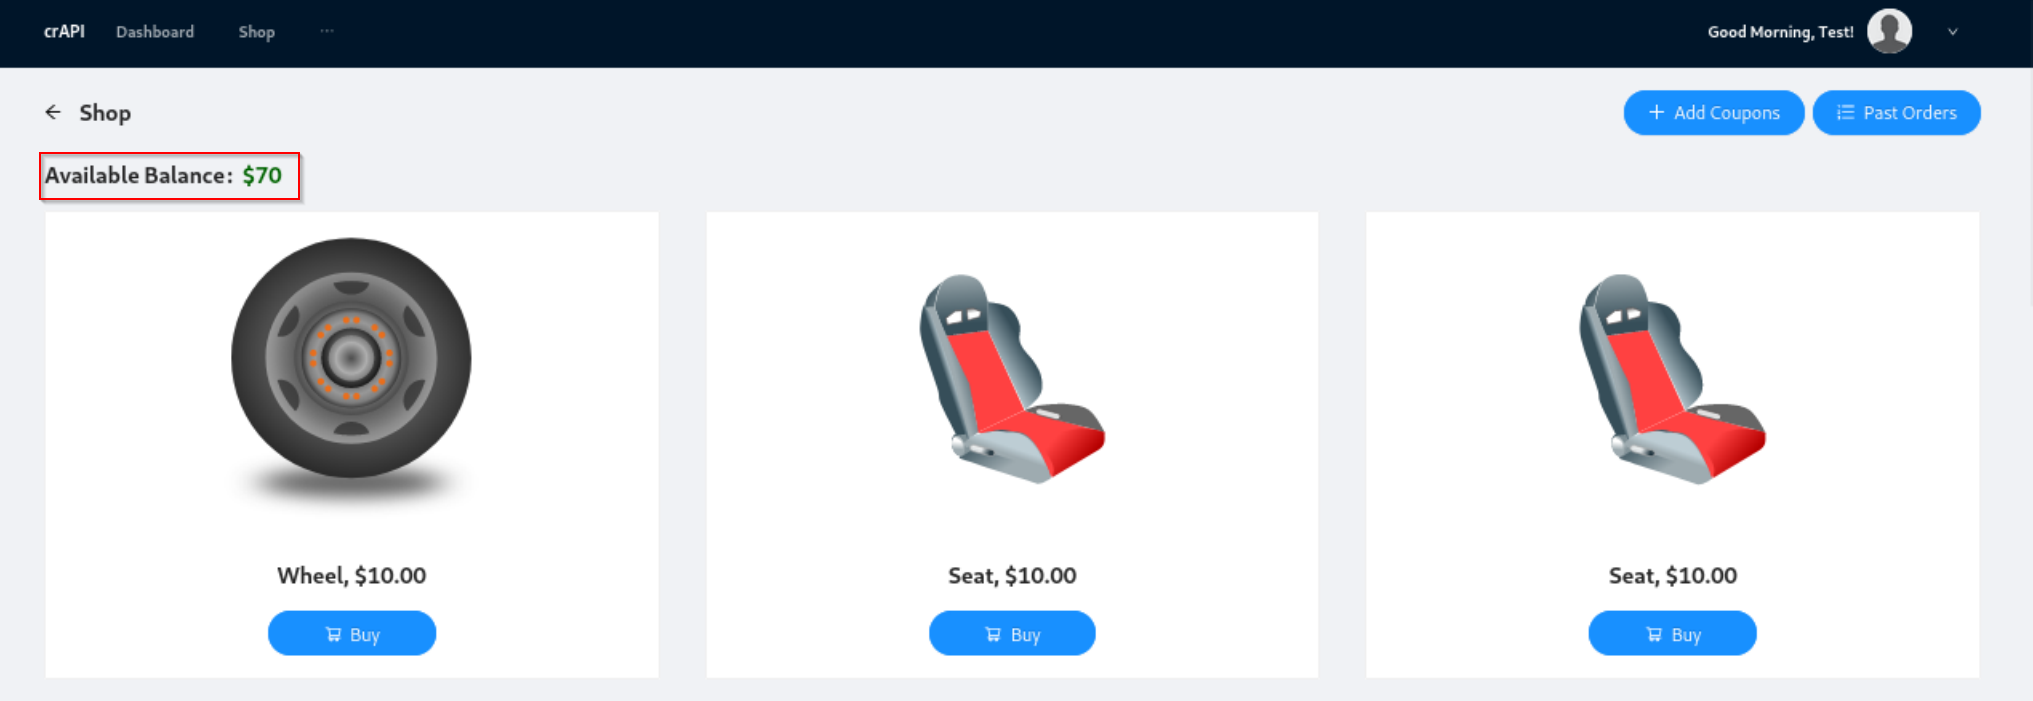 crAPI Dashboard Shop ··· Good Morning, Test!
Shop
+ Add Coupons
Past Orders
Available Balance: $70
Wheel, $10.00
Seat, $10.00
Seat, $10.00
Buy
Buy
Buy